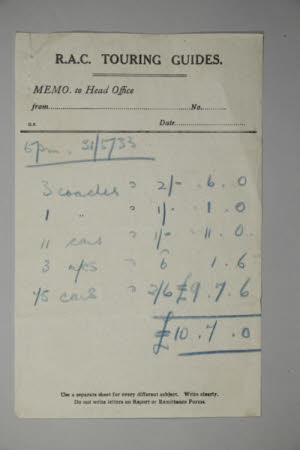 R.A.C. TOURING GUIDES.
MEMO. to Head Office
from.......................................................No.........
Date............................
6pm. 31/5/33
3 coaches " 2/- .6.0
1 " " 1/- .1.0
11 cars " 1/- 11.0
3 m/cs " 6 1.6
75 cars " 2/6 £9.7.6
£10.7.0
Use a separate sheet for every different subject. Write clearly.
Do not write letters on Report or Remittance Forms.